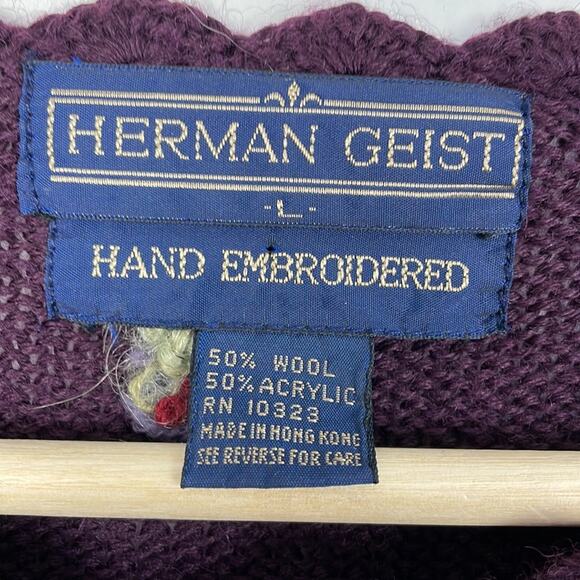 HERMAN GEIST
- L -
HAND EMBROIDERED
50% WOOL
50% ACRYLIC
RN 10323
MADE IN HONG KONG
SEE REVERSE FOR CARE